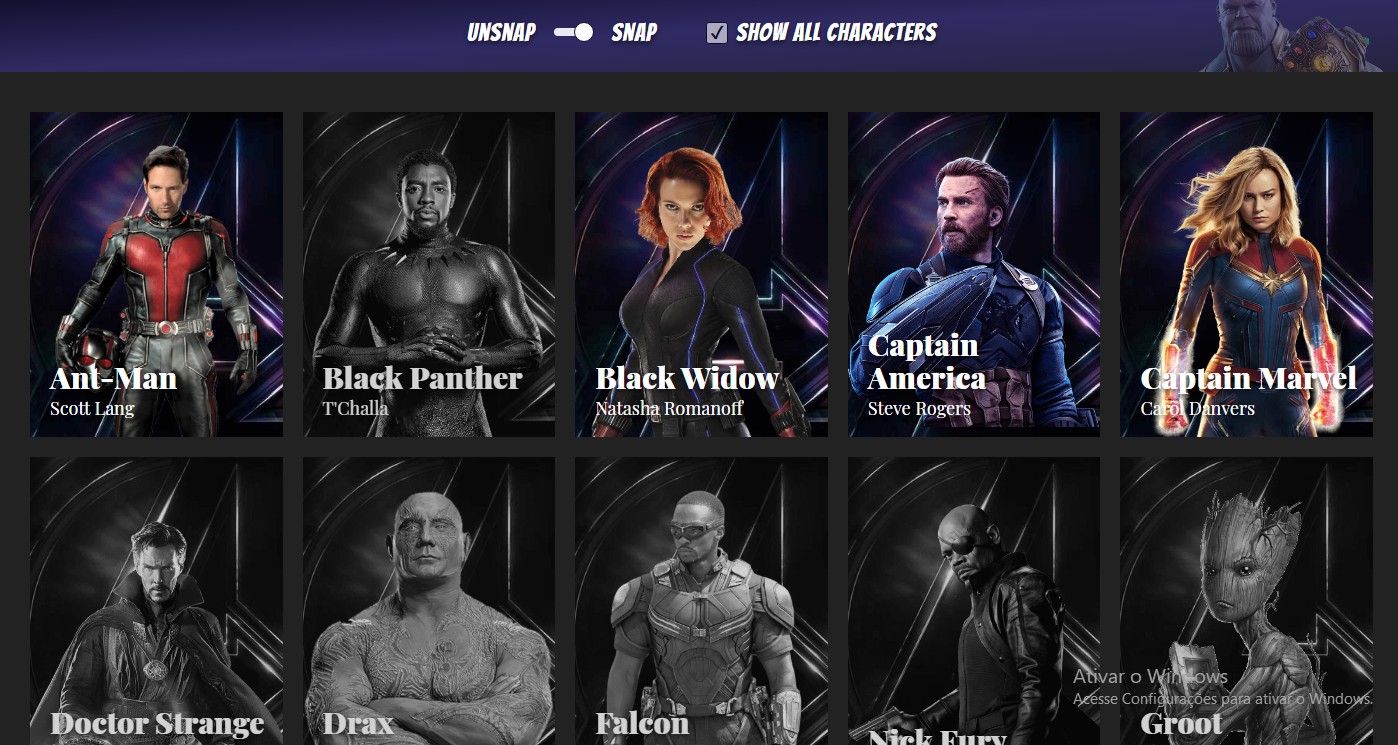 UNSNAP SNAP SHOW ALL CHARACTERS
Ant-Man
Scott Lang
Black Panther
T'Challa
Black Widow
Natasha Romanoff
Captain
America
Steve Rogers
Captain Marvel
Carol Danvers
Doctor Strange
Drax
Falcon
Nick Fury
Groot
Ativar o Windows
Acesse Configurações para ativar o Windows.